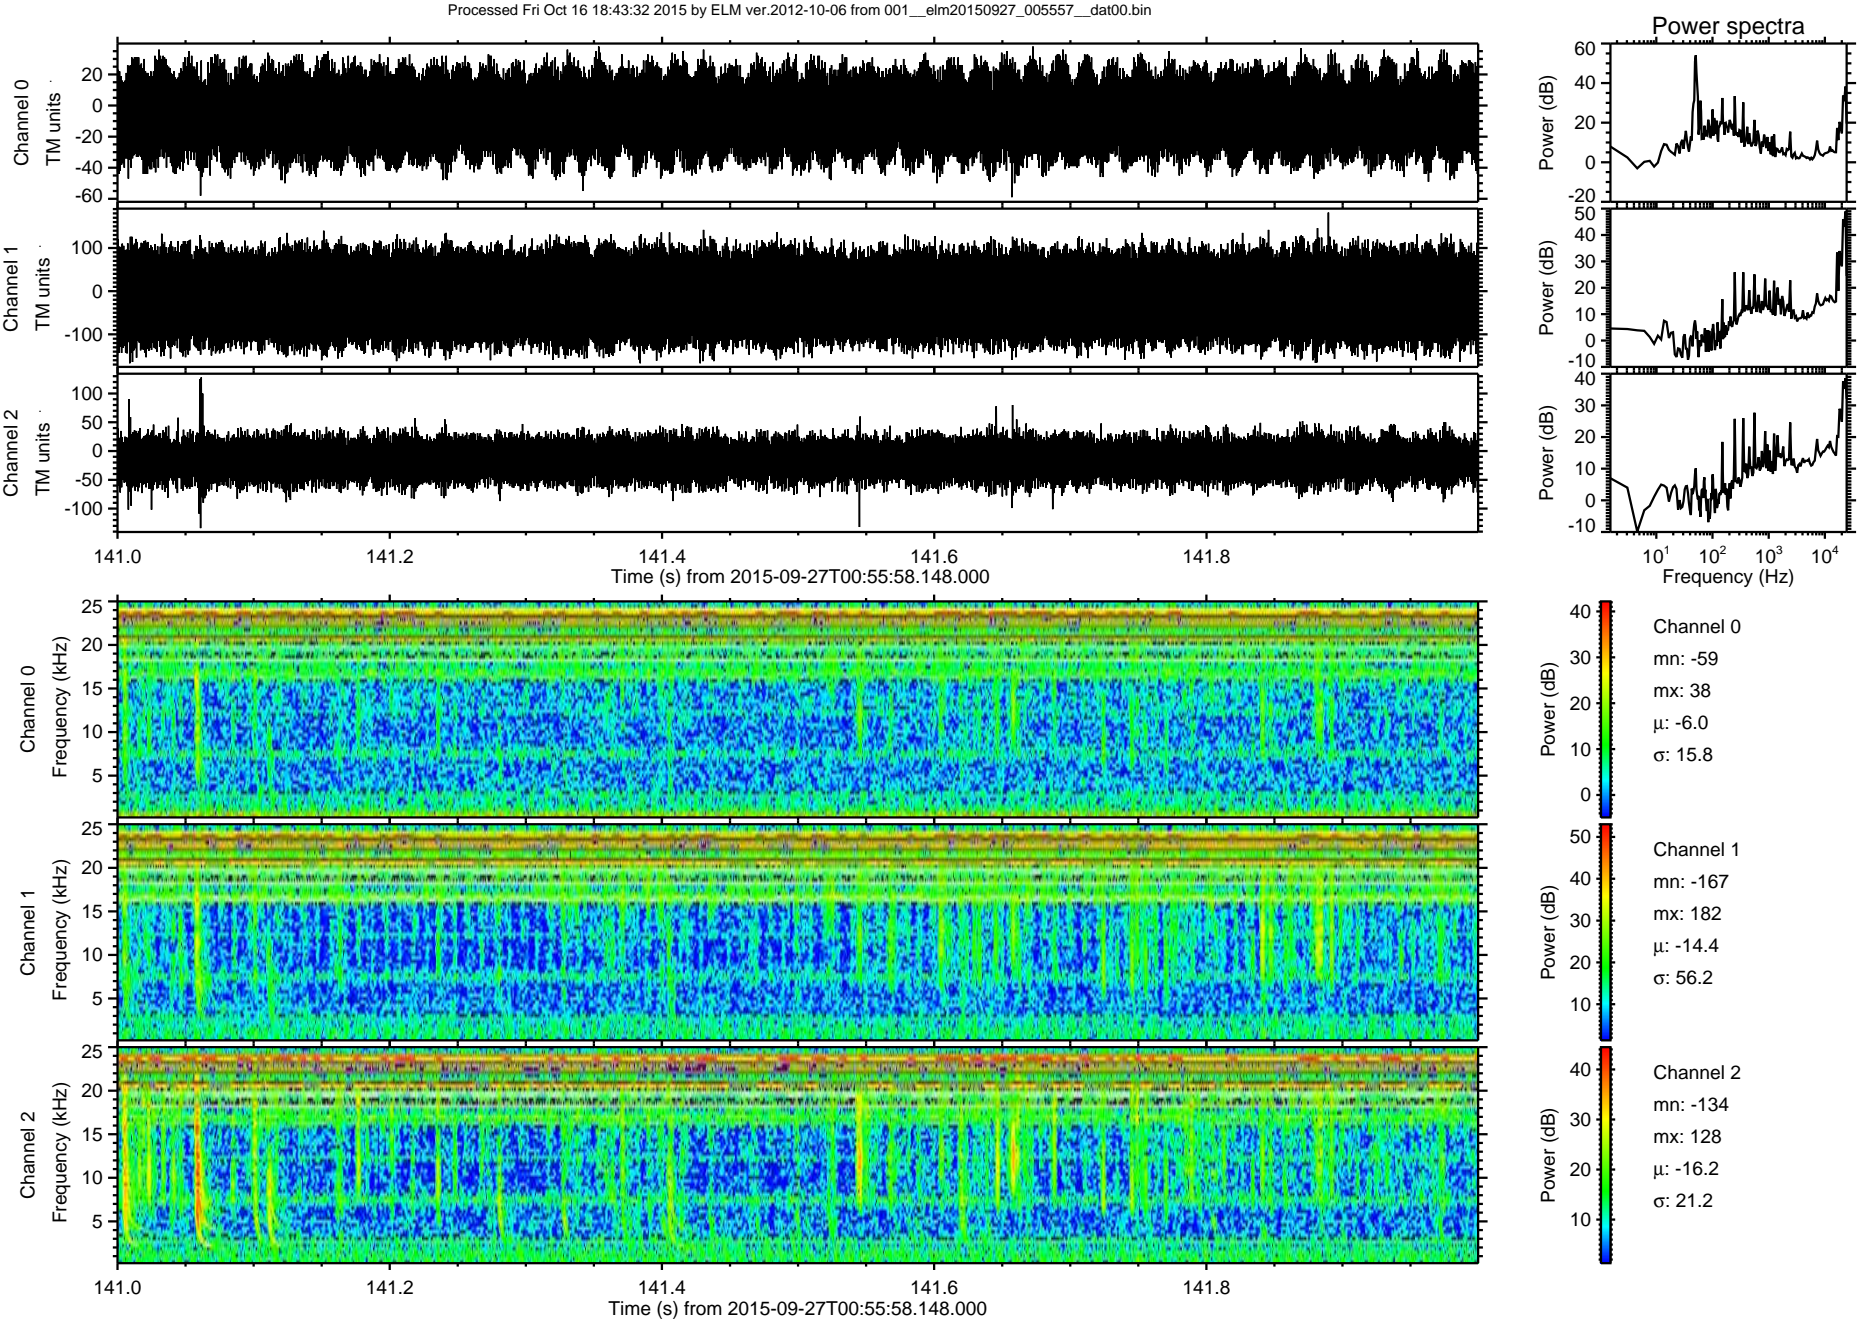 Processed Fri Oct 16 18:43:32 2015 by ELM ver.2012-10-06 from 001__elm20150927_005557__dat00.bin
Power spectra
Channel 0
TM units
20
0
-20
-40
-60
Power (dB)
60
40
20
0
-20
Channel 1
TM units
100
0
-100
Power (dB)
50
40
30
20
10
0
-10
Channel 2
TM units
100
50
0
-50
-100
Power (dB)
40
30
20
10
0
-10
141.0 141.2 141.4 141.6 141.8
Time (s) from 2015-09-27T00:55:58.148.000
10^1 10^2 10^3 10^4
Frequency (Hz)
Channel 0
Frequency (kHz)
25
20
15
10
5
Power (dB)
40
30
20
10
0
Channel 0
mn: -59
mx: 38
μ: -6.0
σ: 15.8
Channel 1
Frequency (kHz)
25
20
15
10
5
Power (dB)
50
40
30
20
10
Channel 1
mn: -167
mx: 182
μ: -14.4
σ: 56.2
Channel 2
Frequency (kHz)
25
20
15
10
5
Power (dB)
40
30
20
10
Channel 2
mn: -134
mx: 128
μ: -16.2
σ: 21.2
141.0 141.2 141.4 141.6 141.8
Time (s) from 2015-09-27T00:55:58.148.000